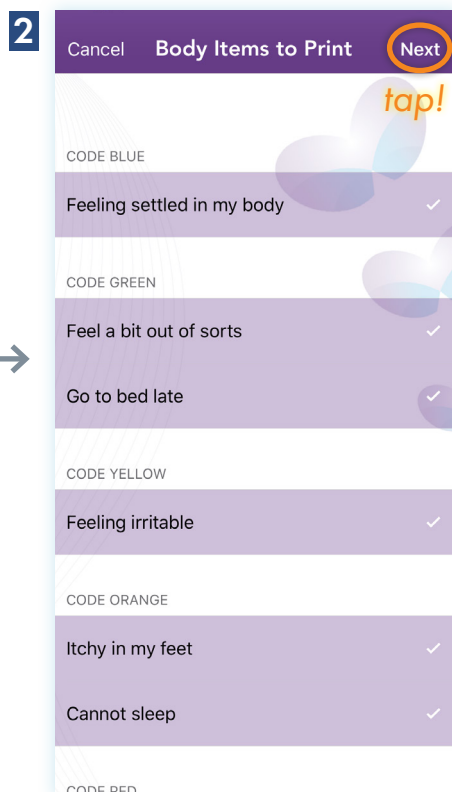 2
Cancel Body Items to Print Next
tap!
CODE BLUE
Feeling settled in my body
CODE GREEN
Feel a bit out of sorts
Go to bed late
CODE YELLOW
Feeling irritable
CODE ORANGE
Itchy in my feet
Cannot sleep
CODE RED